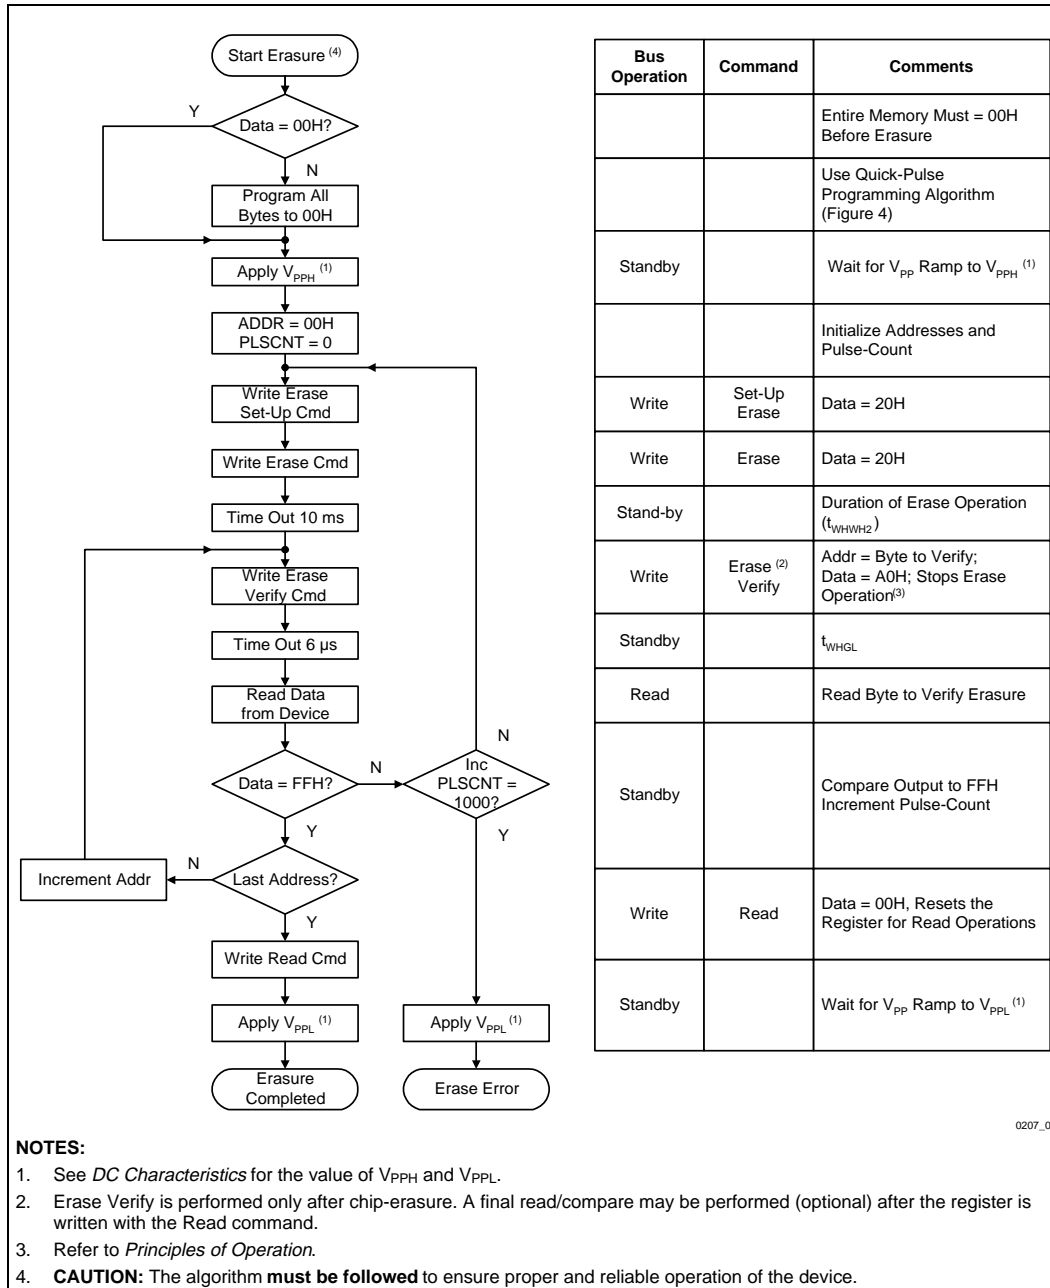 Start Erasure (4)
Y
Data = 00H?
N
Program All
Bytes to 00H
Apply VPPH (1)
ADDR = 00H
PLSCNT = 0
Write Erase
Set-Up Cmd
Write Erase Cmd
Time Out 10 ms
Write Erase
Verify Cmd
Time Out 6 µs
Read Data
from Device
Data = FFH?
N
Inc
PLSCNT =
1000?
N
Y
Y
Last Address?
N
Increment Addr
Y
Write Read Cmd
Apply VPPL (1)
Apply VPPL (1)
Erasure
Completed
Erase Error
Bus
Operation
Command
Comments
Entire Memory Must = 00H
Before Erasure
Use Quick-Pulse
Programming Algorithm
(Figure 4)
Standby
Wait for VPP Ramp to VPPH (1)
Initialize Addresses and
Pulse-Count
Write
Set-Up
Erase
Data = 20H
Write
Erase
Data = 20H
Stand-by
Duration of Erase Operation
(tWHWH2)
Write
Erase (2)
Verify
Addr = Byte to Verify;
Data = A0H; Stops Erase
Operation(3)
Standby
tWHGL
Read
Read Byte to Verify Erasure
Standby
Compare Output to FFH
Increment Pulse-Count
Write
Read
Data = 00H, Resets the
Register for Read Operations
Standby
Wait for VPP Ramp to VPPL (1)
0207_0
NOTES:
1. See DC Characteristics for the value of VPPH and VPPL.
2. Erase Verify is performed only after chip-erasure. A final read/compare may be performed (optional) after the register is
written with the Read command.
3. Refer to Principles of Operation.
4. CAUTION: The algorithm must be followed to ensure proper and reliable operation of the device.